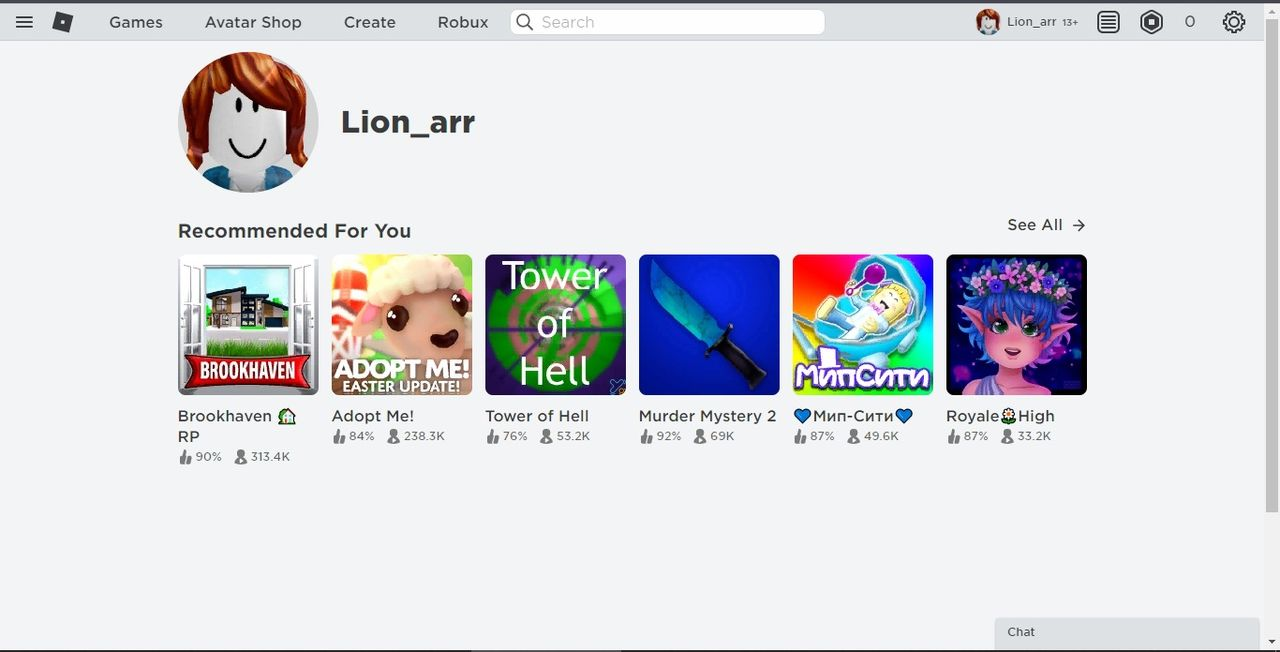 Games Avatar Shop Create Robux Search Lion_arr 13+ 0
Lion_arr
Recommended For You See All →
BROOKHAVEN
ADOPT ME!
EASTER UPDATE!
Tower
of
Hell
МипСити
Brookhaven 🏠
RP
90% 313.4K
Adopt Me!
84% 238.3K
Tower of Hell
76% 53.2K
Murder Mystery 2
92% 69K
💙Мип-Сити💙
87% 49.6K
Royale🌼High
87% 33.2K
Chat